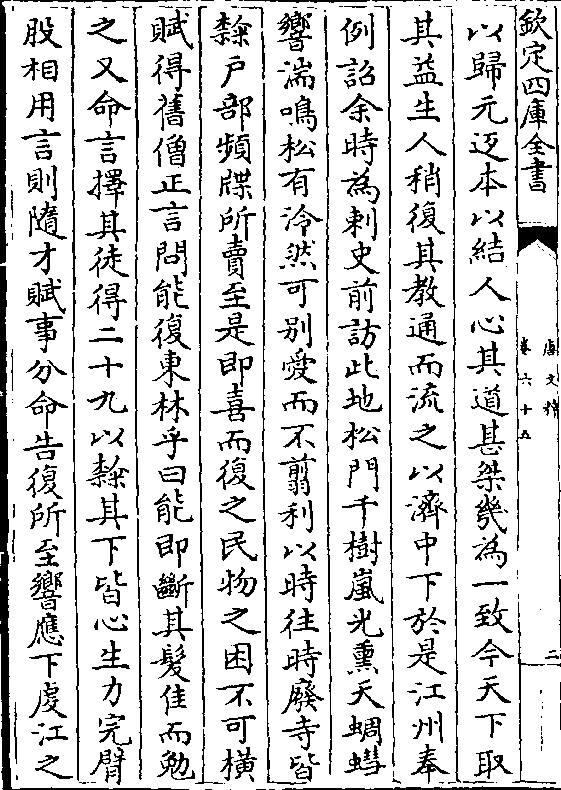 欽定四庫全書
唐文粹
卷六十五
二
以歸元返本以結人心其道甚桀幾為一致今天下取
其益生人稍復其教通而流之以濟中下於是江州奉
例詔余時為刺史前訪此地松門千樹嵐光熏天蜩蟧
響湍鳴松有泠然可別愛而不翦利以時往時廢寺皆
隸戶部頻牒所賣至是即喜而復之民物之困不可橫
賦得舊僧正言問能復東林乎曰能即斷其髮佳而勉
之又命言擇其徒得二十九以隸其下皆心生力完臂
股相用言則隨才賦事分命告復所至響應下虔江之